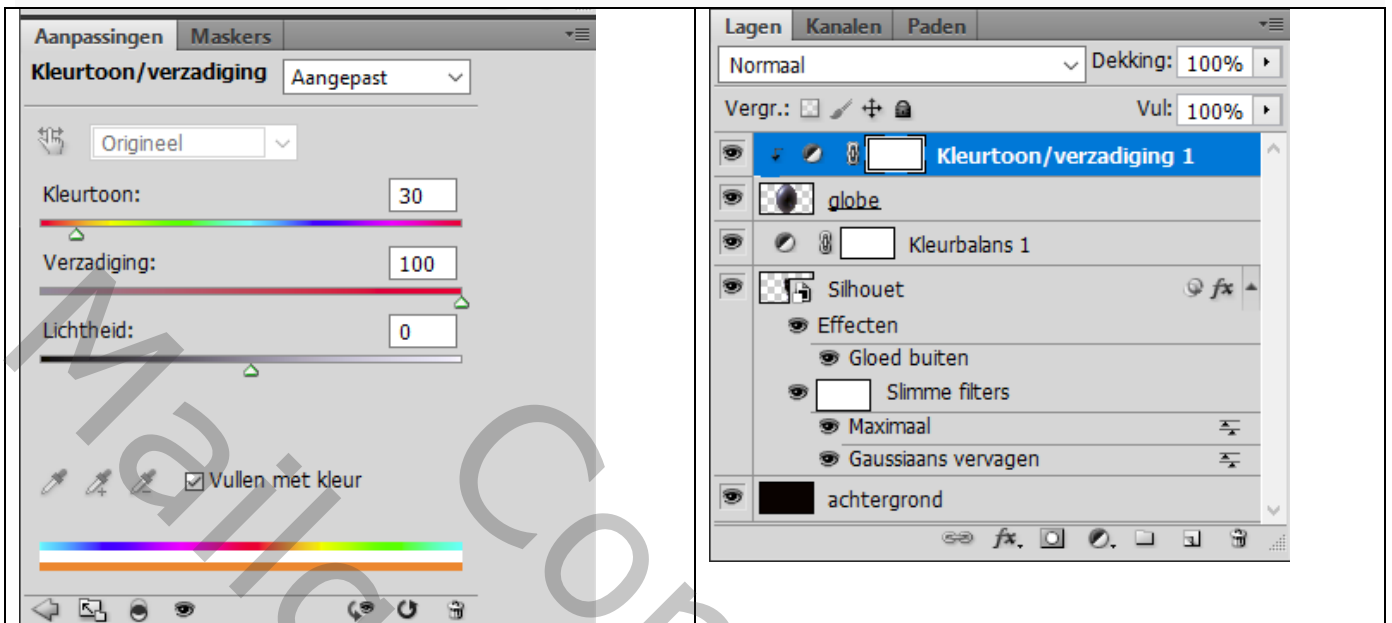 Aanpassingen Maskers
Kleurtoon/verzadiging Aangepast
Origineel
Kleurtoon: 30
Verzadiging: 100
Lichtheid: 0
Vullen met kleur
Lagen Kanalen Paden
Normaal Dekking: 100%
Vergr.: Vul: 100%
Kleurtoon/verzadiging 1
globe
Kleurbalans 1
Silhouet fx
Effecten
Gloed buiten
Slimme filters
Maximaal
Gaussiaans vervagen
achtergrond
fx.